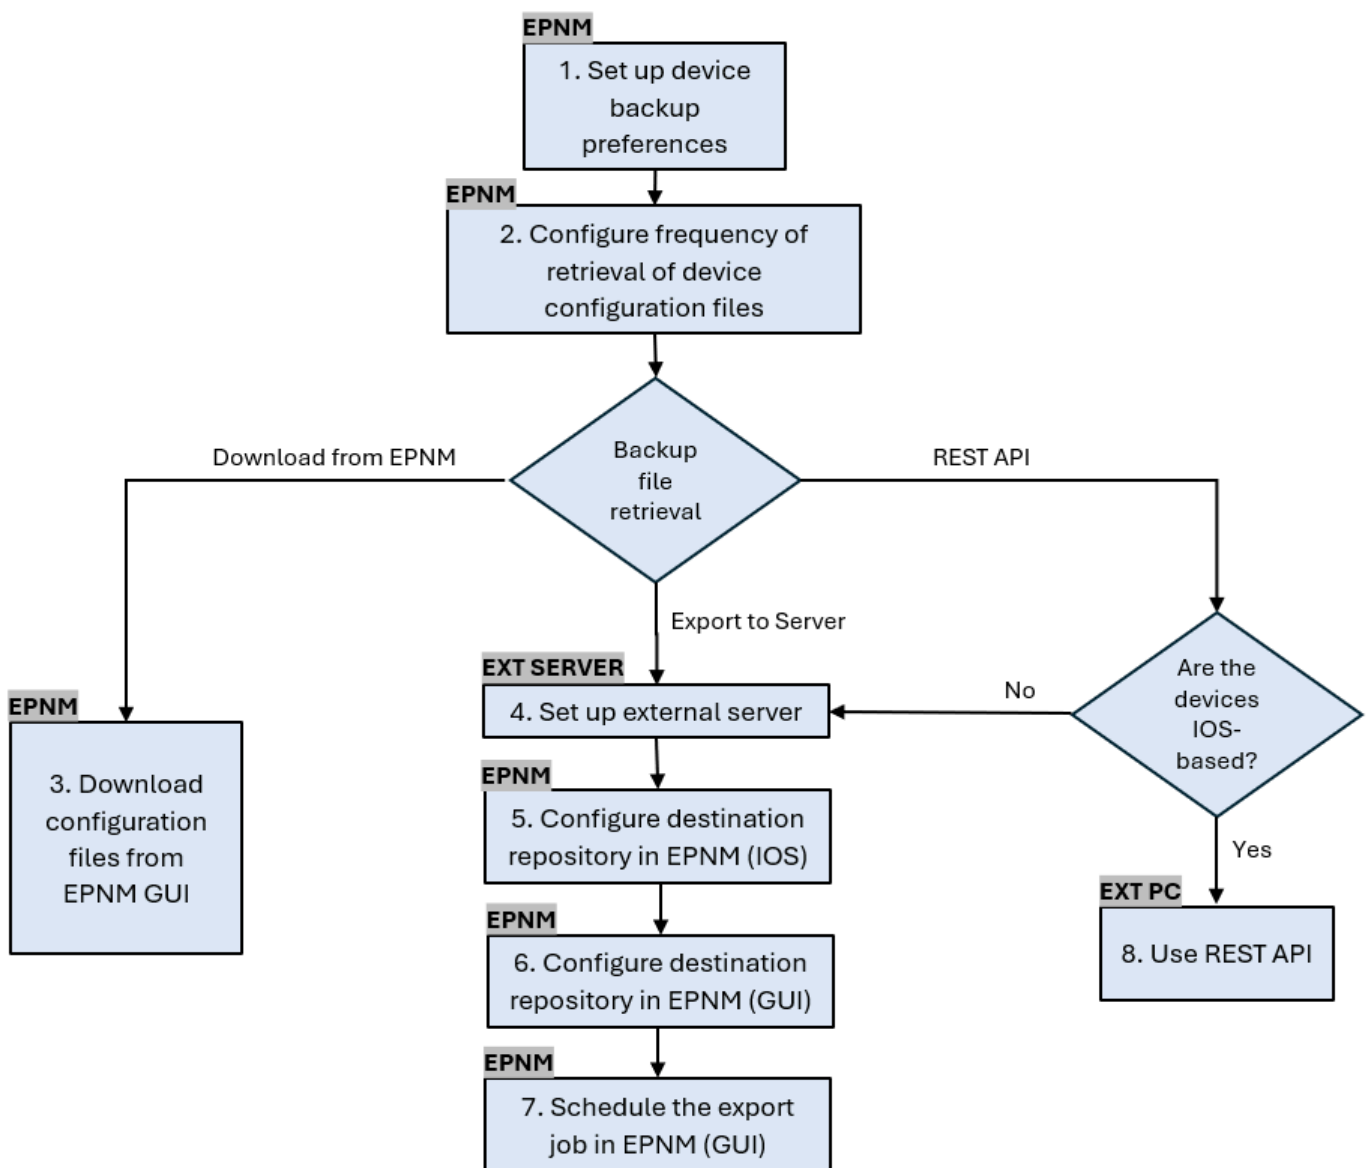 EPNM
1. Set up device
backup
preferences
EPNM
2. Configure frequency of
retrieval of device
configuration files
Backup
file
retrieval
Download from EPNM
REST API
Export to Server
EPNM
3. Download
configuration
files from
EPNM GUI
EXT SERVER
4. Set up external server
EPNM
5. Configure destination
repository in EPNM (IOS)
EPNM
6. Configure destination
repository in EPNM (GUI)
EPNM
7. Schedule the export
job in EPNM (GUI)
Are the
devices
IOS-
based?
No
Yes
EXT PC
8. Use REST API